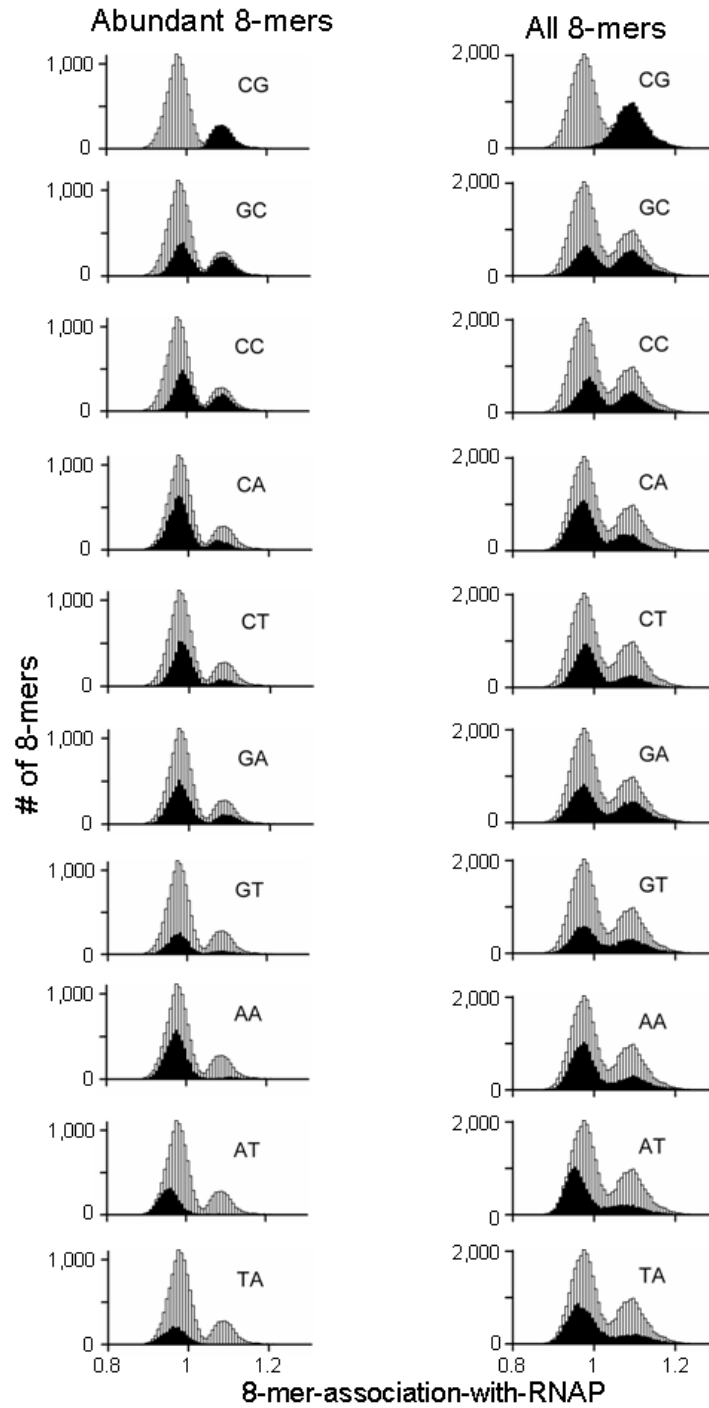 Abundant 8-mers
All 8-mers
1,000
0
CG
2,000
0
CG
1,000
0
GC
2,000
0
GC
1,000
0
CC
2,000
0
CC
1,000
0
CA
2,000
0
CA
1,000
0
CT
2,000
0
CT
1,000
0
GA
2,000
0
GA
1,000
0
GT
2,000
0
GT
1,000
0
AA
2,000
0
AA
1,000
0
AT
2,000
0
AT
1,000
0
TA
2,000
0
TA
# of 8-mers
0.8 1 1.2
0.8 1 1.2
8-mer-association-with-RNAP